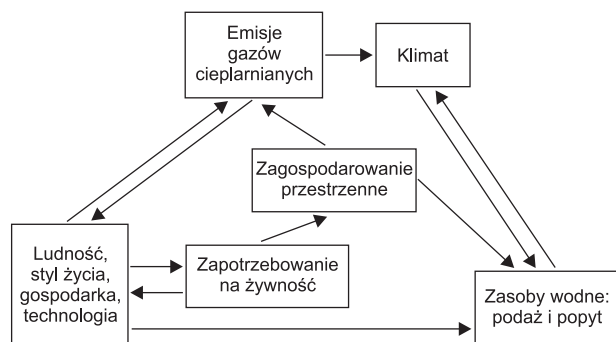 Emisje
gazów
cieplarnianych
Klimat
Zagospodarowanie
przestrzenne
Ludność,
styl życia,
gospodarka,
technologia
Zapotrzebowanie
na żywność
Zasoby wodne:
podaż i popyt